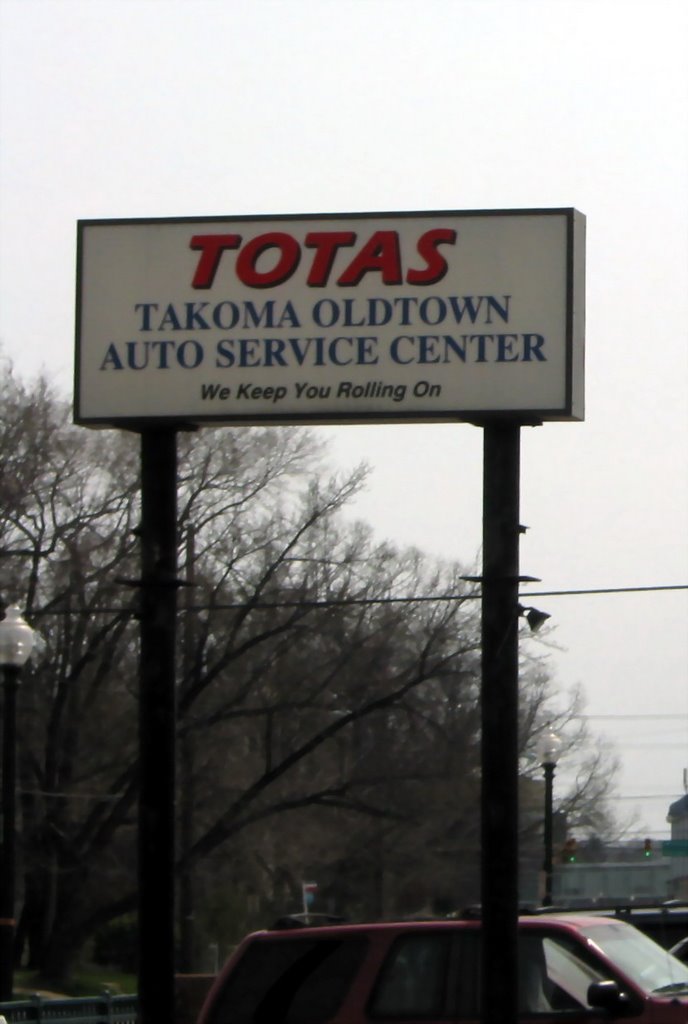 TOTAS
TAKOMA OLDTOWN
AUTO SERVICE CENTER
We Keep You Rolling On